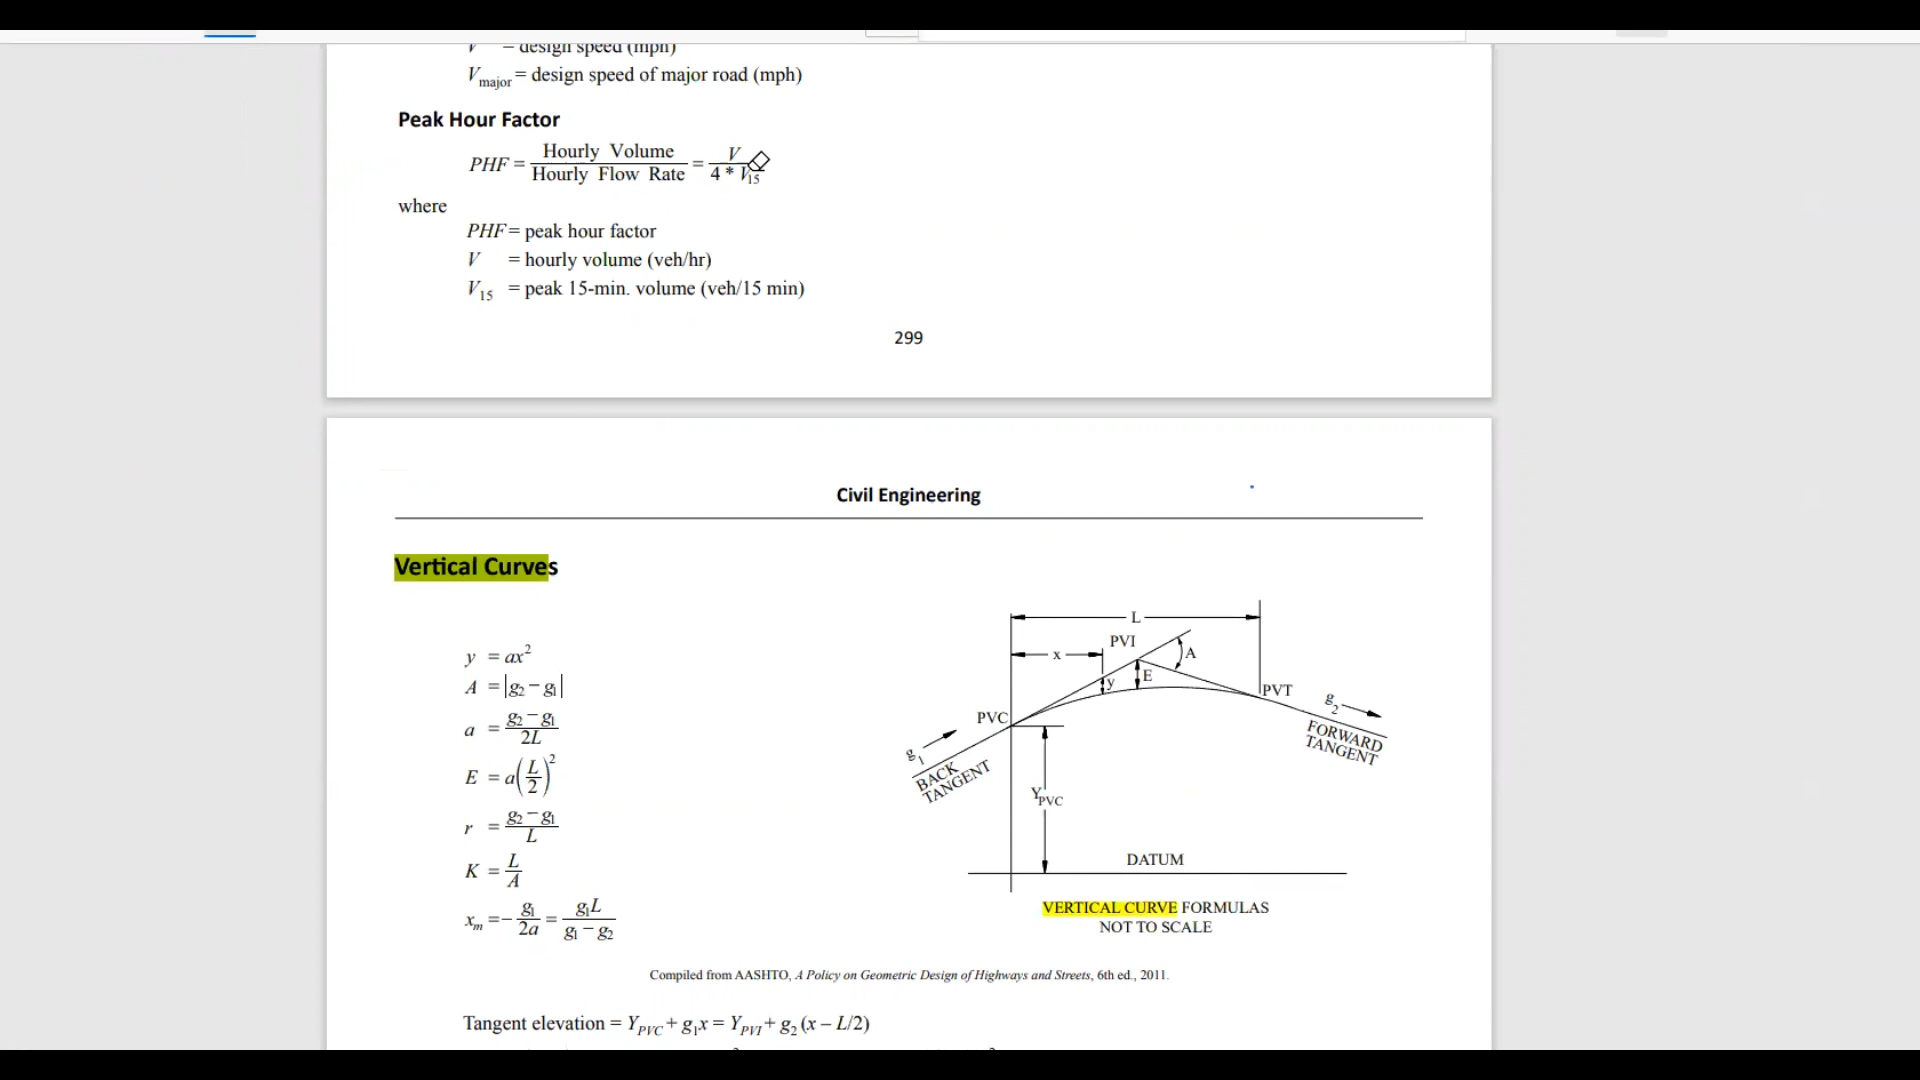 V = design speed (mph)
V major = design speed of major road (mph)
Peak Hour Factor
PHF = Hourly Volume / Hourly Flow Rate = V / 4 * V15
where
PHF = peak hour factor
V = hourly volume (veh/hr)
V15 = peak 15-min. volume (veh/15 min)
299
Civil Engineering
Vertical Curves
y = ax²
A = |g₂ − g₁|
a = g₂ − g₁ / 2L
E = a(L/2)²
r = g₂ − g₁ / L
K = L / A
xₘ = − g₁ / 2a = g₁L / g₁ − g₂
L
PVI
x
A
y
E
PVC
PVT
g₁
BACK
TANGENT
g₂
FORWARD
TANGENT
YPVC
DATUM
VERTICAL CURVE FORMULAS
NOT TO SCALE
Compiled from AASHTO, A Policy on Geometric Design of Highways and Streets, 6th ed., 2011.
Tangent elevation = YPVC + g₁x = YPVI + g₂ (x – L/2)